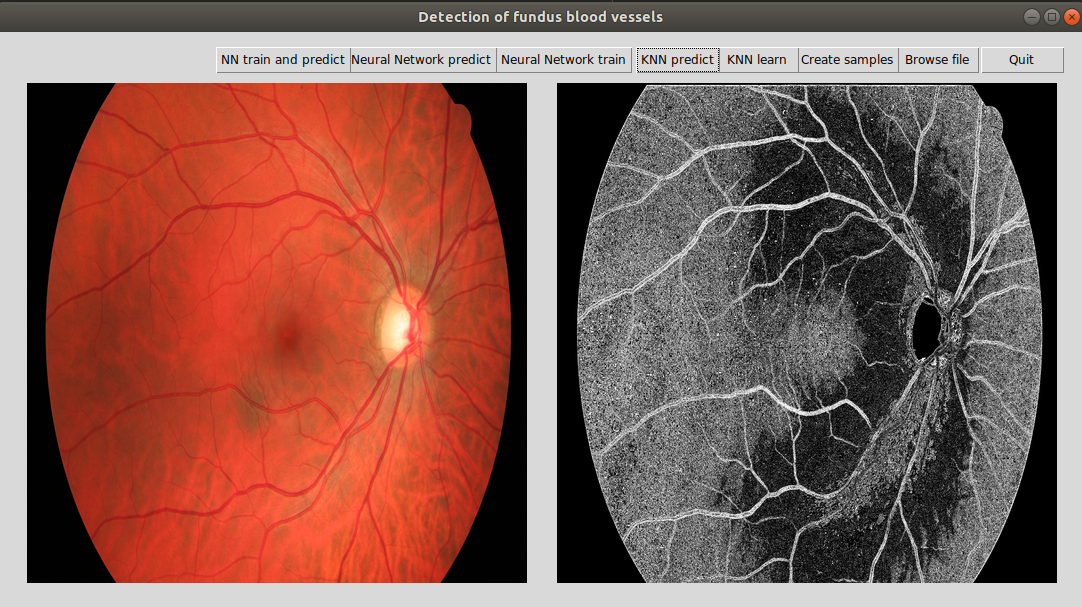 Detection of fundus blood vessels
NN train and predict Neural Network predict Neural Network train KNN predict KNN learn Create samples Browse file Quit